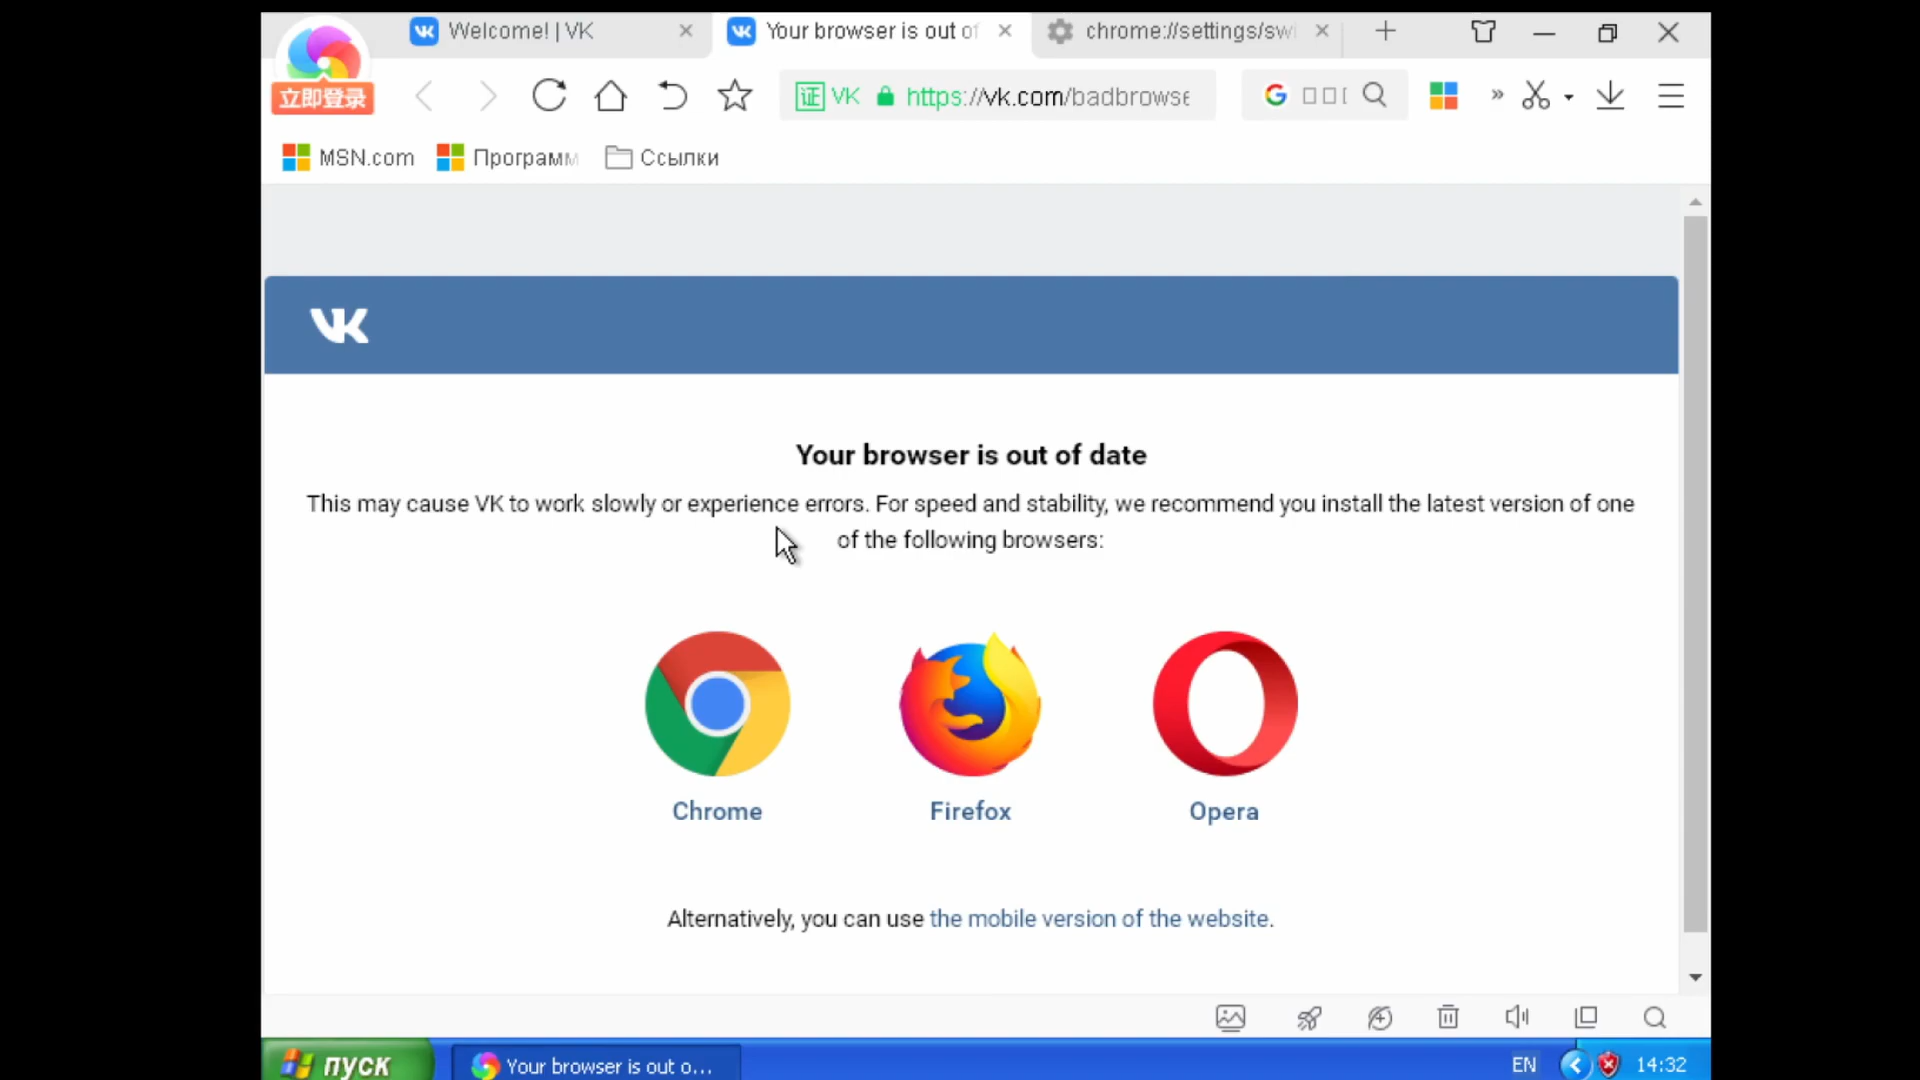 Welcome! | VK
Your browser is out of
chrome://settings/swi
立即登录
证 VK https://vk.com/badbrowse
MSN.com
Программ
Ссылки
VK
Your browser is out of date
This may cause VK to work slowly or experience errors. For speed and stability, we recommend you install the latest version of one
of the following browsers:
Chrome
Firefox
Opera
Alternatively, you can use the mobile version of the website.
пуск
Your browser is out o...
EN
14:32